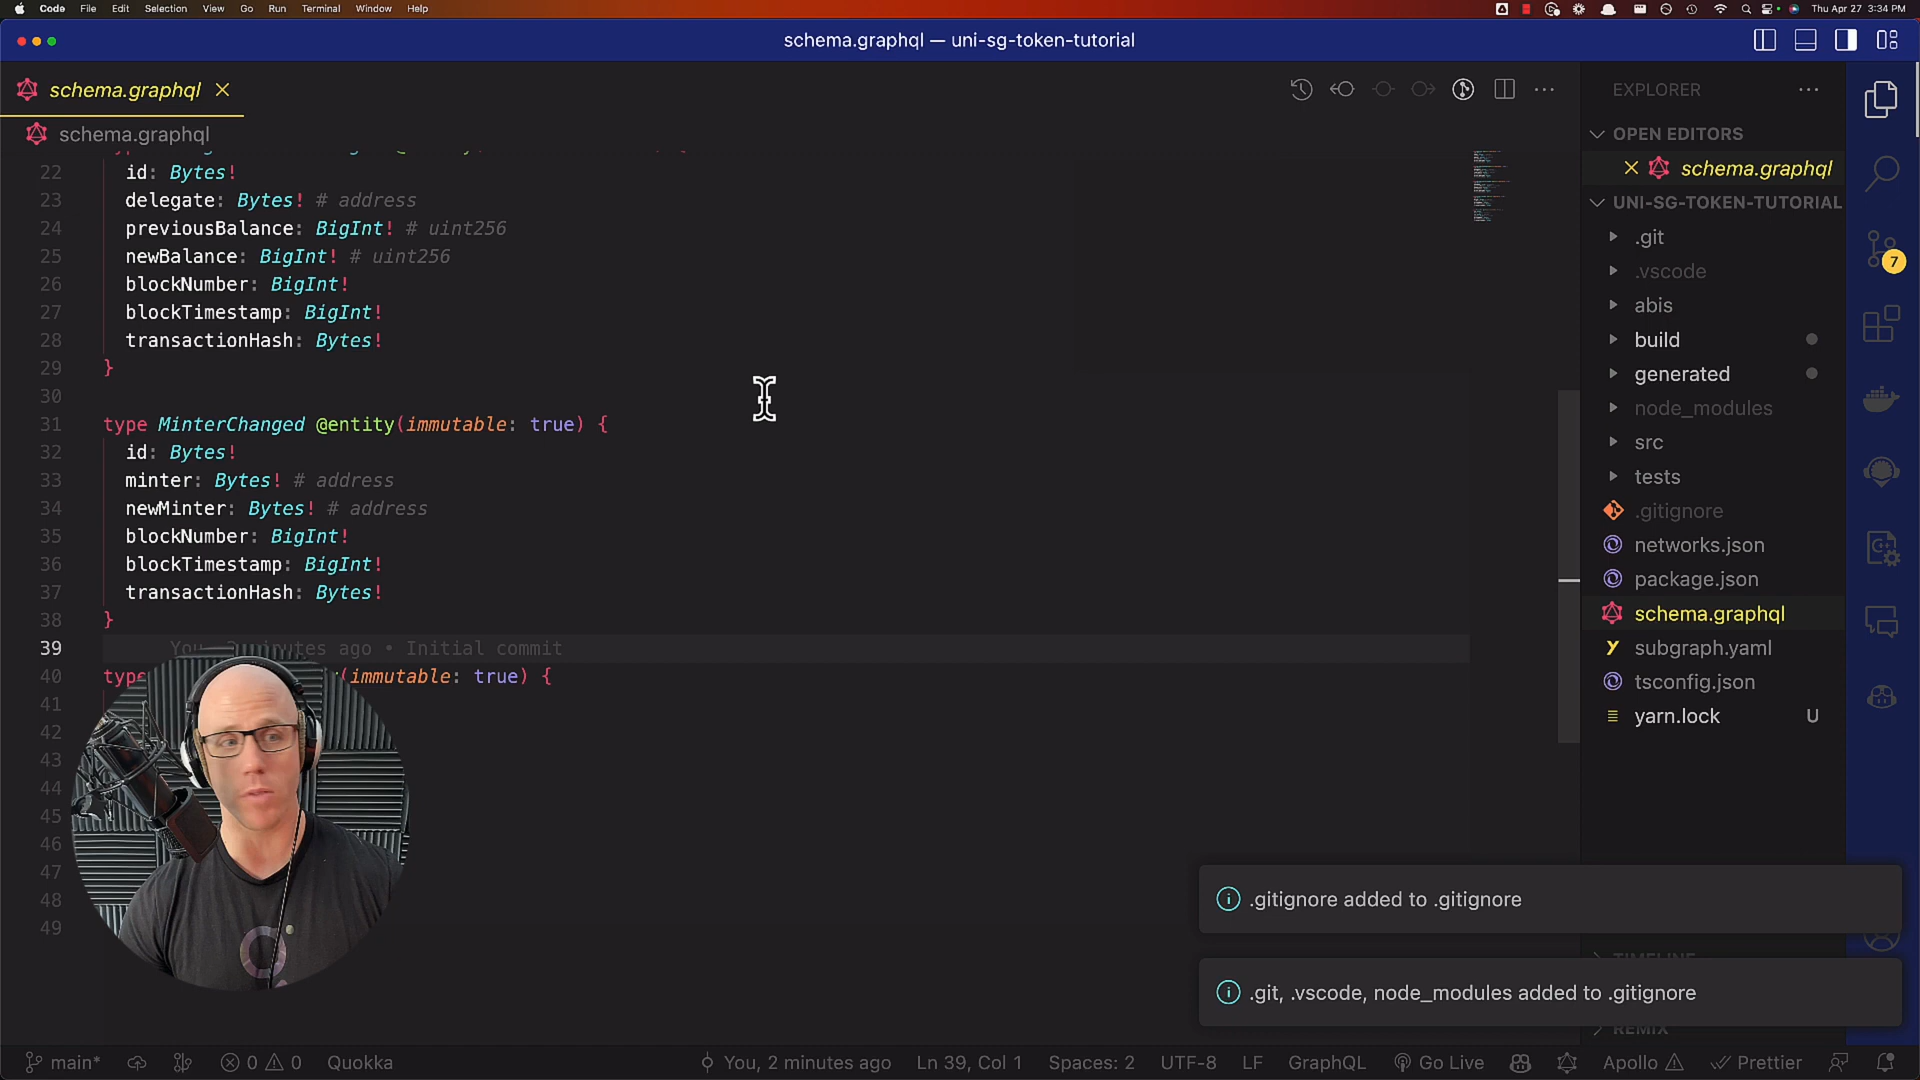 Code File Edit Selection View Go Run Terminal Window Help
Thu Apr 27 3:34 PM
schema.graphql — uni-sg-token-tutorial
schema.graphql
schema.graphql
22 id: Bytes!
23 delegate: Bytes! # address
24 previousBalance: BigInt! # uint256
25 newBalance: BigInt! # uint256
26 blockNumber: BigInt!
27 blockTimestamp: BigInt!
28 transactionHash: Bytes!
29 }
30
31 type MinterChanged @entity(immutable: true) {
32 id: Bytes!
33 minter: Bytes! # address
34 newMinter: Bytes! # address
35 blockNumber: BigInt!
36 blockTimestamp: BigInt!
37 transactionHash: Bytes!
38 }
39 ago • Initial commit
40 (immutable: true) {
41
42
43
44
45
46
47
48
49
EXPLORER
OPEN EDITORS
schema.graphql
UNI-SG-TOKEN-TUTORIAL
.git
.vscode
abis
build
generated
node_modules
src
tests
.gitignore
networks.json
package.json
schema.graphql
subgraph.yaml
tsconfig.json
yarn.lock U
7
.gitignore added to .gitignore
TIMELINE
.git, .vscode, node_modules added to .gitignore
REMIX
main* 0 0 Quokka You, 2 minutes ago Ln 39, Col 1 Spaces: 2 UTF-8 LF GraphQL Go Live Apollo Prettier